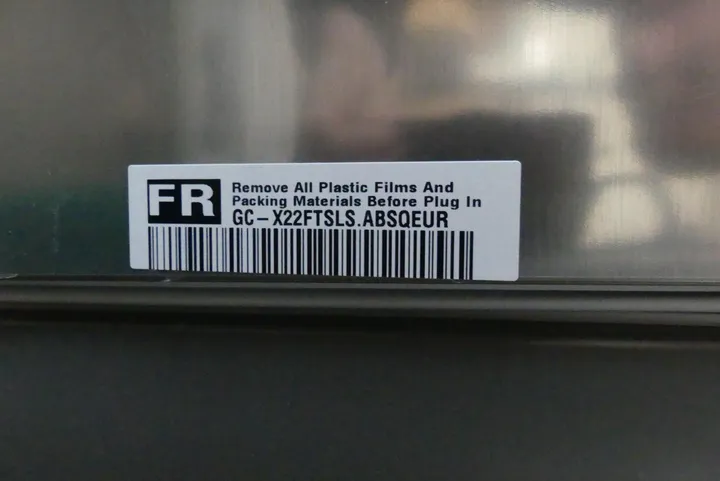 FR
Remove All Plastic Films And
Packing Materials Before Plug In
GC-X22FTSLS.ABSQEUR